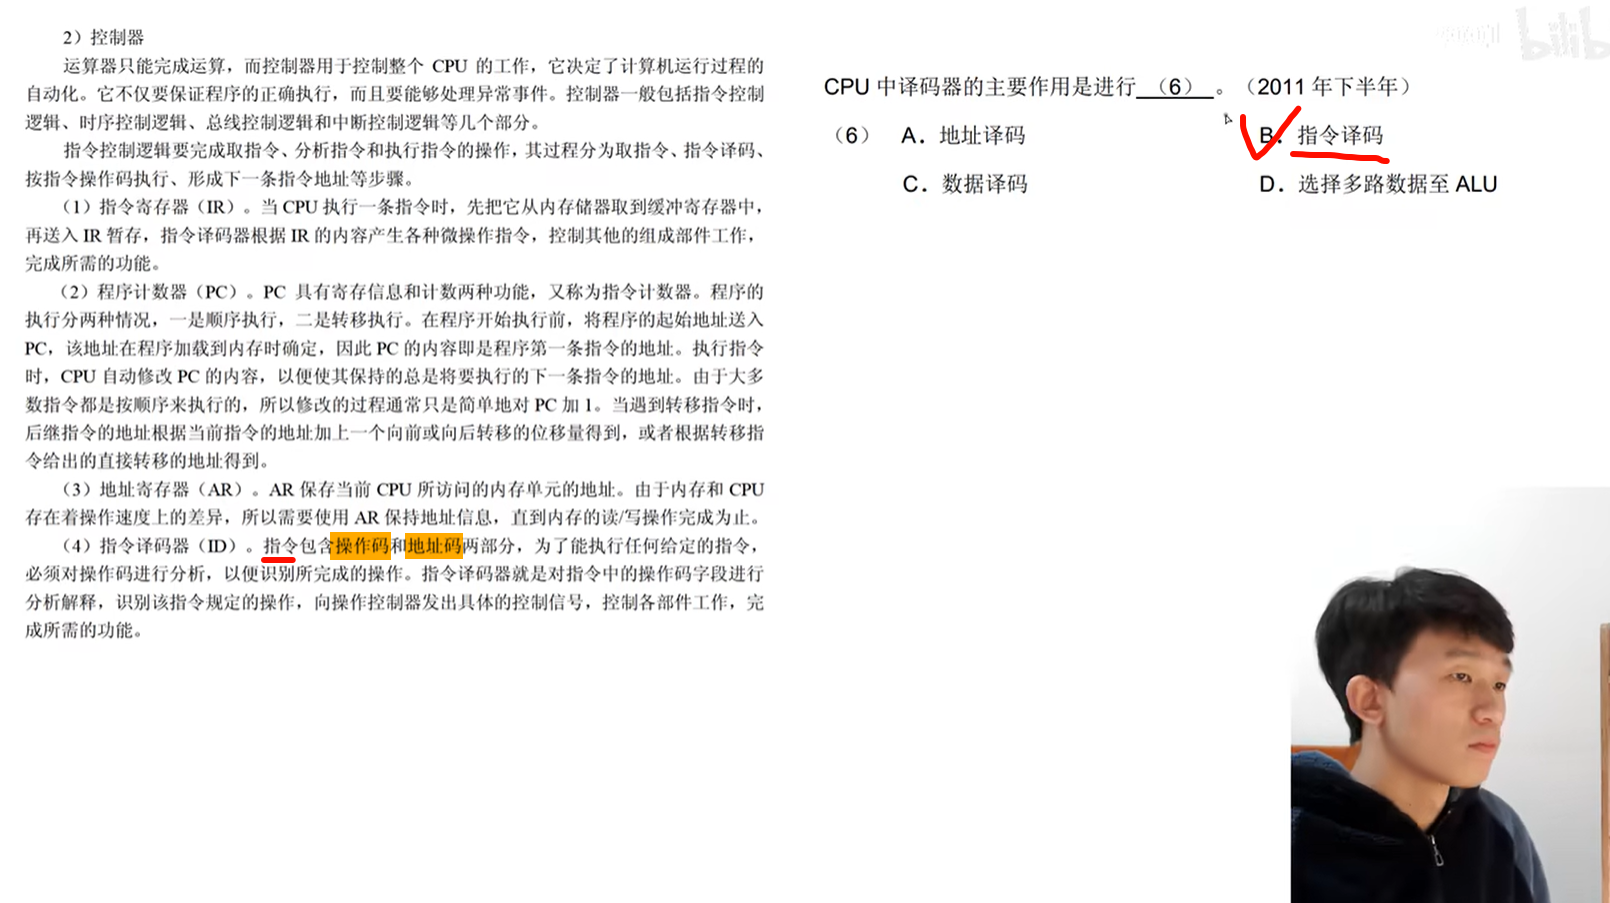 2）控制器
运算器只能完成运算，而控制器用于控制整个 CPU 的工作，它决定了计算机运行过程的
自动化。它不仅要保证程序的正确执行，而且要能够处理异常事件。控制器一般包括指令控制
逻辑、时序控制逻辑、总线控制逻辑和中断控制逻辑等几个部分。
指令控制逻辑要完成取指令、分析指令和执行指令的操作，其过程分为取指令、指令译码、
按指令操作码执行、形成下一条指令地址等步骤。
（1）指令寄存器（IR）。当 CPU 执行一条指令时，先把它从内存储器取到缓冲寄存器中，
再送入 IR 暂存，指令译码器根据 IR 的内容产生各种微操作指令，控制其他的组成部件工作，
完成所需的功能。
（2）程序计数器（PC）。PC 具有寄存信息和计数两种功能，又称为指令计数器。程序的
执行分两种情况，一是顺序执行，二是转移执行。在程序开始执行前，将程序的起始地址送入
PC，该地址在程序加载到内存时确定，因此 PC 的内容即是程序第一条指令的地址。执行指令
时，CPU 自动修改 PC 的内容，以便使其保持的总是将要执行的下一条指令的地址。由于大多
数指令都是按顺序来执行的，所以修改的过程通常只是简单地对 PC 加 1。当遇到转移指令时，
后继指令的地址根据当前指令的地址加上一个向前或向后转移的位移量得到，或者根据转移指
令给出的直接转移的地址得到。
（3）地址寄存器（AR）。AR 保存当前 CPU 所访问的内存单元的地址。由于内存和 CPU
存在着操作速度上的差异，所以需要使用 AR 保持地址信息，直到内存的读/写操作完成为止。
（4）指令译码器（ID）。指令包含操作码和地址码两部分，为了能执行任何给定的指令，
必须对操作码进行分析，以便识别所完成的操作。指令译码器就是对指令中的操作码字段进行
分析解释，识别该指令规定的操作，向操作控制器发出具体的控制信号，控制各部件工作，完
成所需的功能。
CPU 中译码器的主要作用是进行（6）。（2011 年下半年）
（6） A．地址译码 B．指令译码
C．数据译码 D．选择多路数据至 ALU
bilib